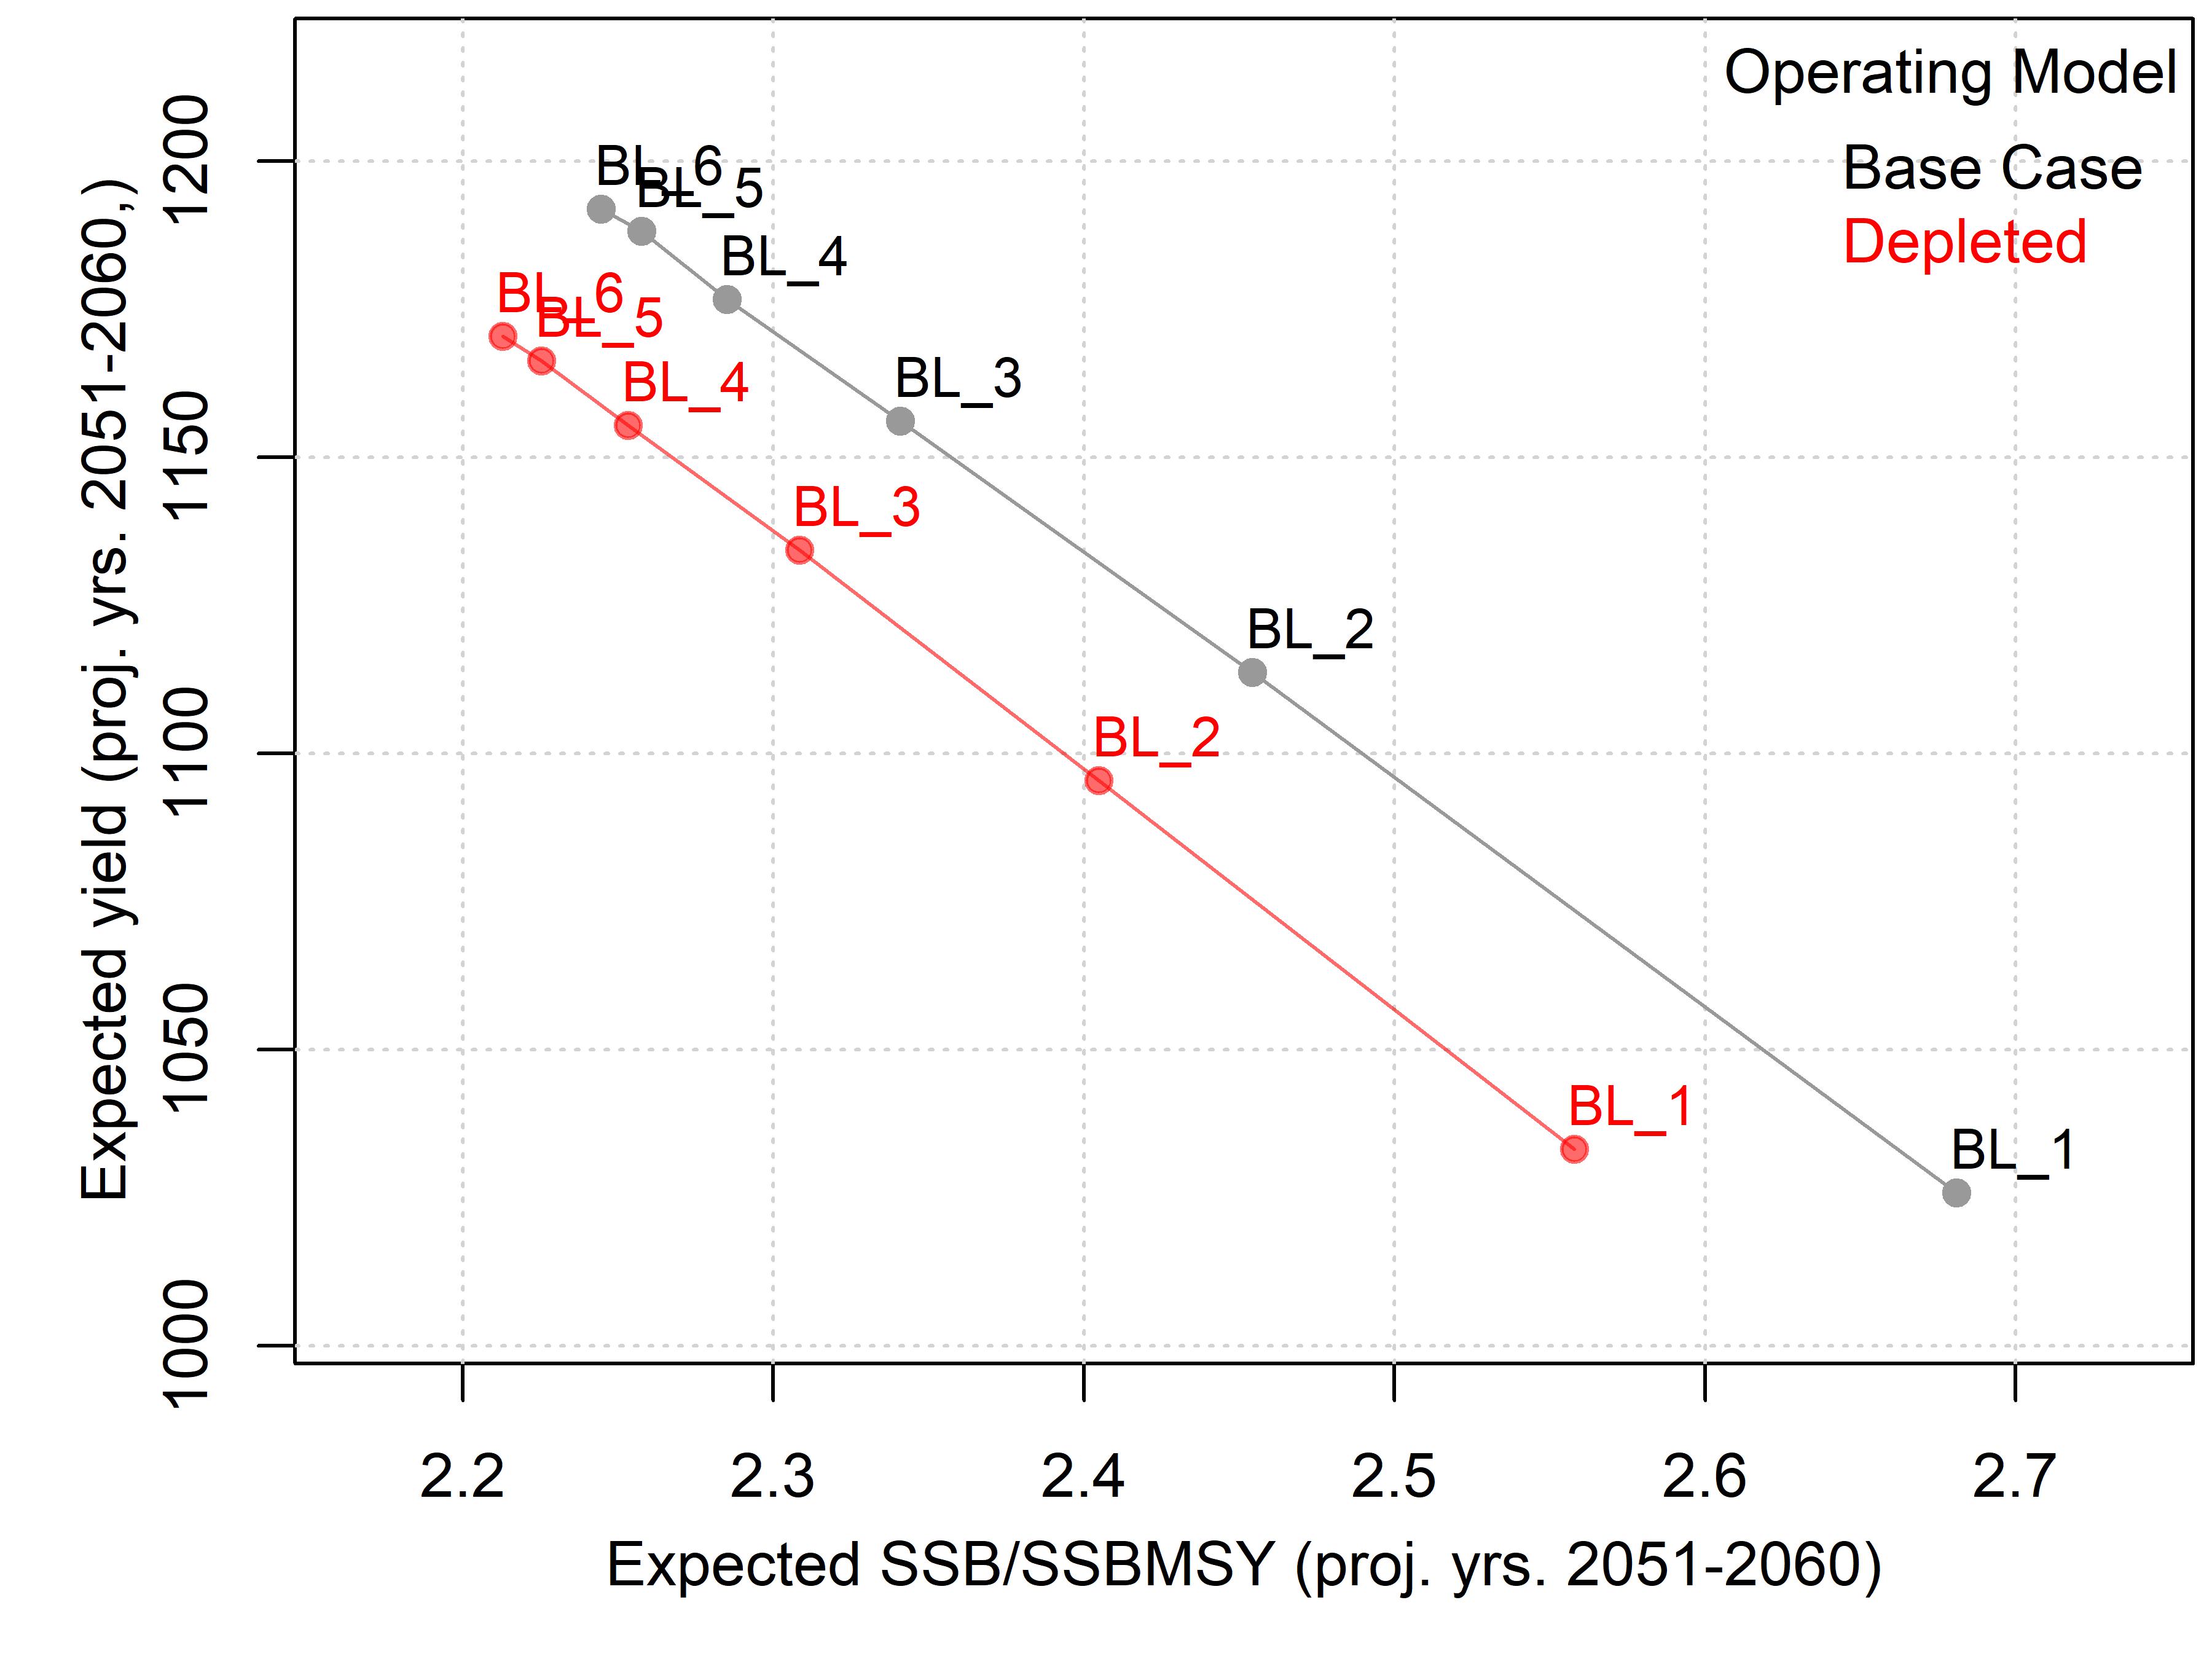 Operating Model
Base Case
Depleted
Expected yield (proj. yrs. 2051-2060,)
1200
1150
1100
1050
1000
BL_6
BL_5
BL_4
BL_3
BL_2
BL_1
BL_6
BL_5
BL_4
BL_3
BL_2
BL_1
2.2 2.3 2.4 2.5 2.6 2.7
Expected SSB/SSBMSY (proj. yrs. 2051-2060)